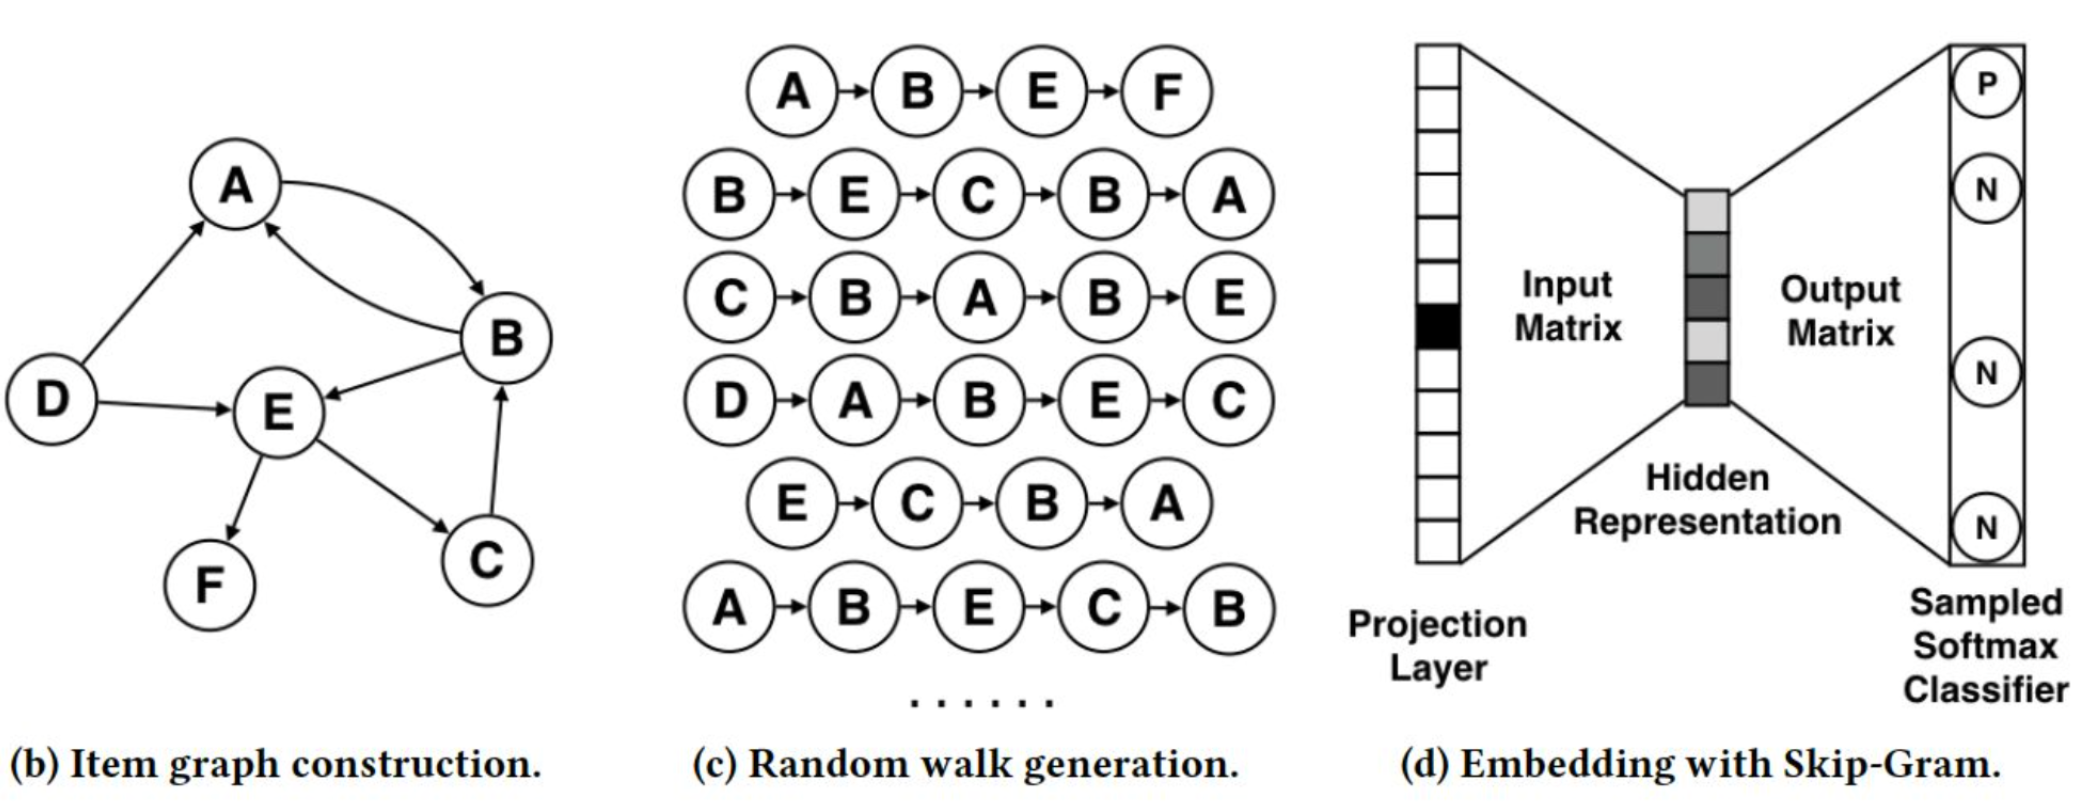 A
B
D
E
F
C
(b) Item graph construction.
A B E F
B E C B A
C B A B E
D A B E C
E C B A
A B E C B
......
(c) Random walk generation.
P
N
N
N
Input
Matrix
Output
Matrix
Hidden
Representation
Projection
Layer
Sampled
Softmax
Classifier
(d) Embedding with Skip-Gram.